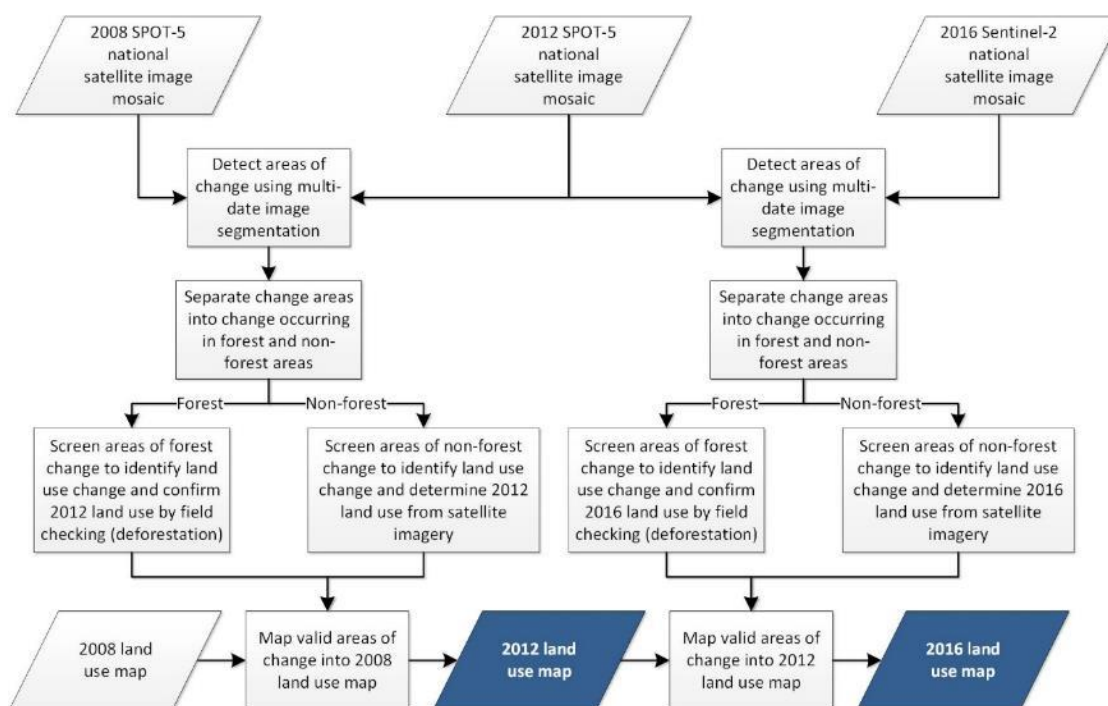 2008 SPOT-5
national
satellite image
mosaic
2012 SPOT-5
national
satellite image
mosaic
2016 Sentinel-2
national
satellite image
mosaic
Detect areas of
change using multi-
date image
segmentation
Detect areas of
change using multi-
date image
segmentation
Separate change areas
into change occurring
in forest and non-
forest areas
Separate change areas
into change occurring
in forest and non-
forest areas
Forest
Non-forest
Forest
Non-forest
Screen areas of forest
change to identify land
use change and confirm
2012 land use by field
checking (deforestation)
Screen areas of non-forest
change to identify land use
change and determine 2012
land use from satellite
imagery
Screen areas of forest
change to identify land
use change and confirm
2016 land use by field
checking (deforestation)
Screen areas of non-forest
change to identify land use
change and determine 2016
land use from satellite
imagery
2008 land
use map
Map valid areas of
change into 2008
land use map
2012 land
use map
Map valid areas of
change into 2012
land use map
2016 land
use map